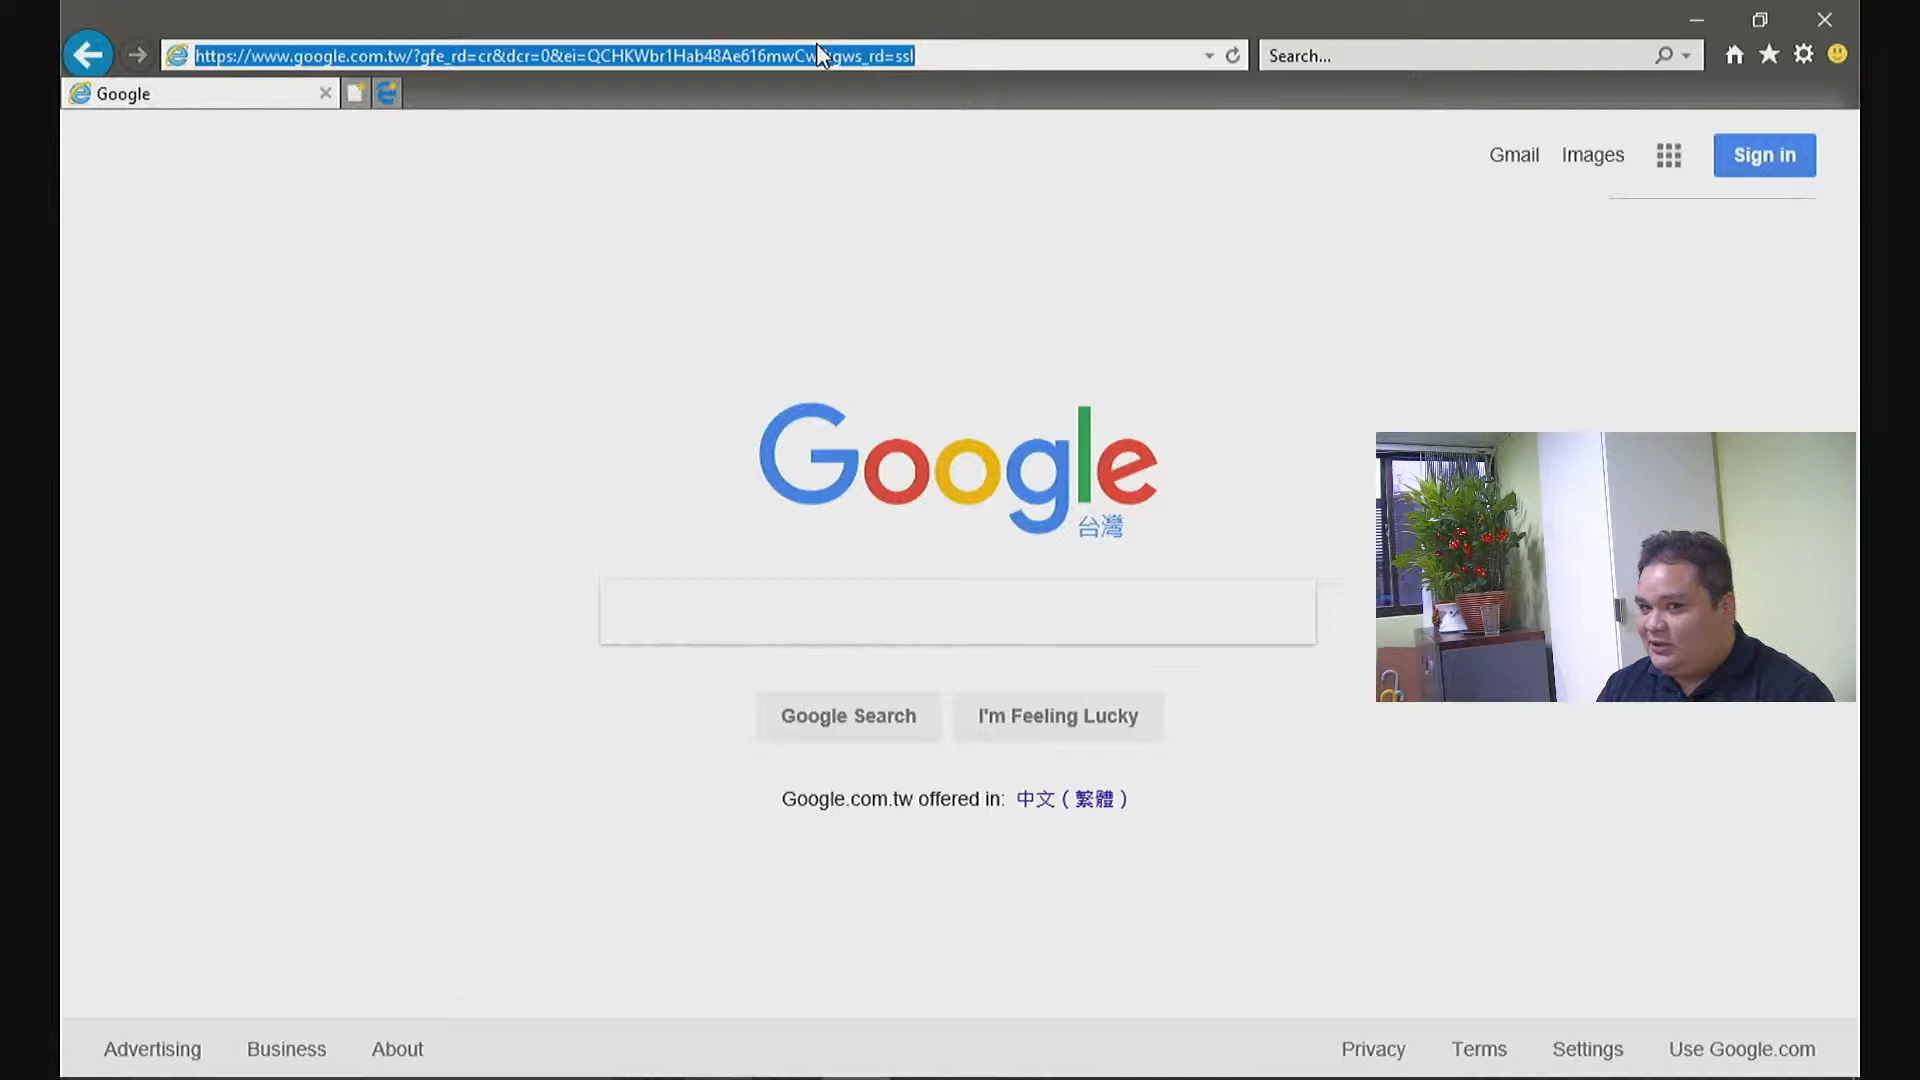 https://www.google.com.tw/?gfe_rd=cr&dcr=0&ei=QCHKWbr1Hab48Ae616mwCw&gws_rd=ssl
Search...
Google
Gmail
Images
Sign in
Google
台灣
Google Search
I'm Feeling Lucky
Google.com.tw offered in: 中文（繁體）
Advertising
Business
About
Privacy
Terms
Settings
Use Google.com